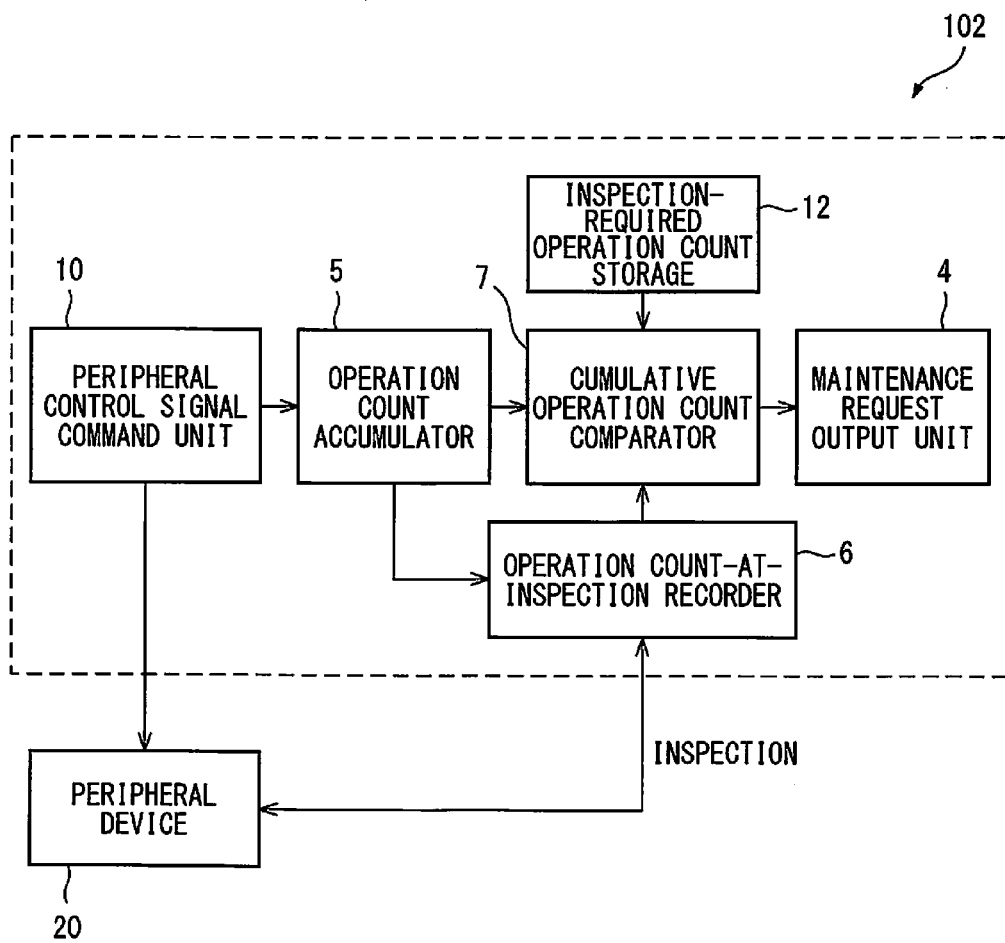 102
INSPECTION-
REQUIRED
OPERATION COUNT
STORAGE
12
10
5
7
4
PERIPHERAL
CONTROL SIGNAL
COMMAND UNIT
OPERATION
COUNT
ACCUMULATOR
CUMULATIVE
OPERATION COUNT
COMPARATOR
MAINTENANCE
REQUEST
OUTPUT UNIT
OPERATION COUNT-AT-
INSPECTION RECORDER
6
INSPECTION
PERIPHERAL
DEVICE
20